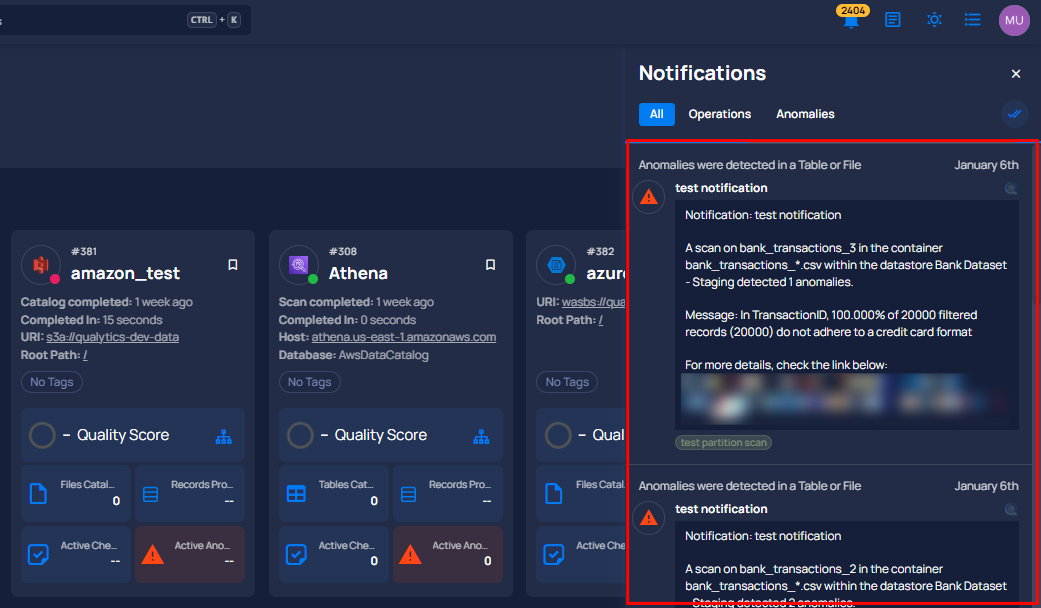 s
CTRL + K
2404
MU
Notifications
All Operations Anomalies
Anomalies were detected in a Table or File January 6th
test notification
Notification: test notification
A scan on bank_transactions_3 in the container
bank_transactions_*.csv within the datastore Bank Dataset
- Staging detected 1 anomalies.
Message: In TransactionID, 100.000% of 20000 filtered
records (20000) do not adhere to a credit card format
For more details, check the link below:
test partition scan
Anomalies were detected in a Table or File January 6th
test notification
Notification: test notification
A scan on bank_transactions_2 in the container
bank_transactions_*.csv within the datastore Bank Dataset
- Staging detected 2 anomalies.
#381
amazon_test
Catalog completed: 1 week ago
Completed In: 15 seconds
URI: s3a://qualytics-dev-data
Root Path: /
No Tags
– Quality Score
Files Catal...
0
Records Pro...
--
Active Che...
--
Active Ano...
--
#308
Athena
Scan completed: 1 week ago
Completed In: 0 seconds
Host: athena.us-east-1.amazonaws.com
Database: AwsDataCatalog
No Tags
– Quality Score
Tables Cat...
0
Records Pro...
--
Active Che...
0
Active Ano...
0
#382
azure
URI: wasbs://qua
Root Path: /
No Tags
– Qual
Files Catal
Active Che